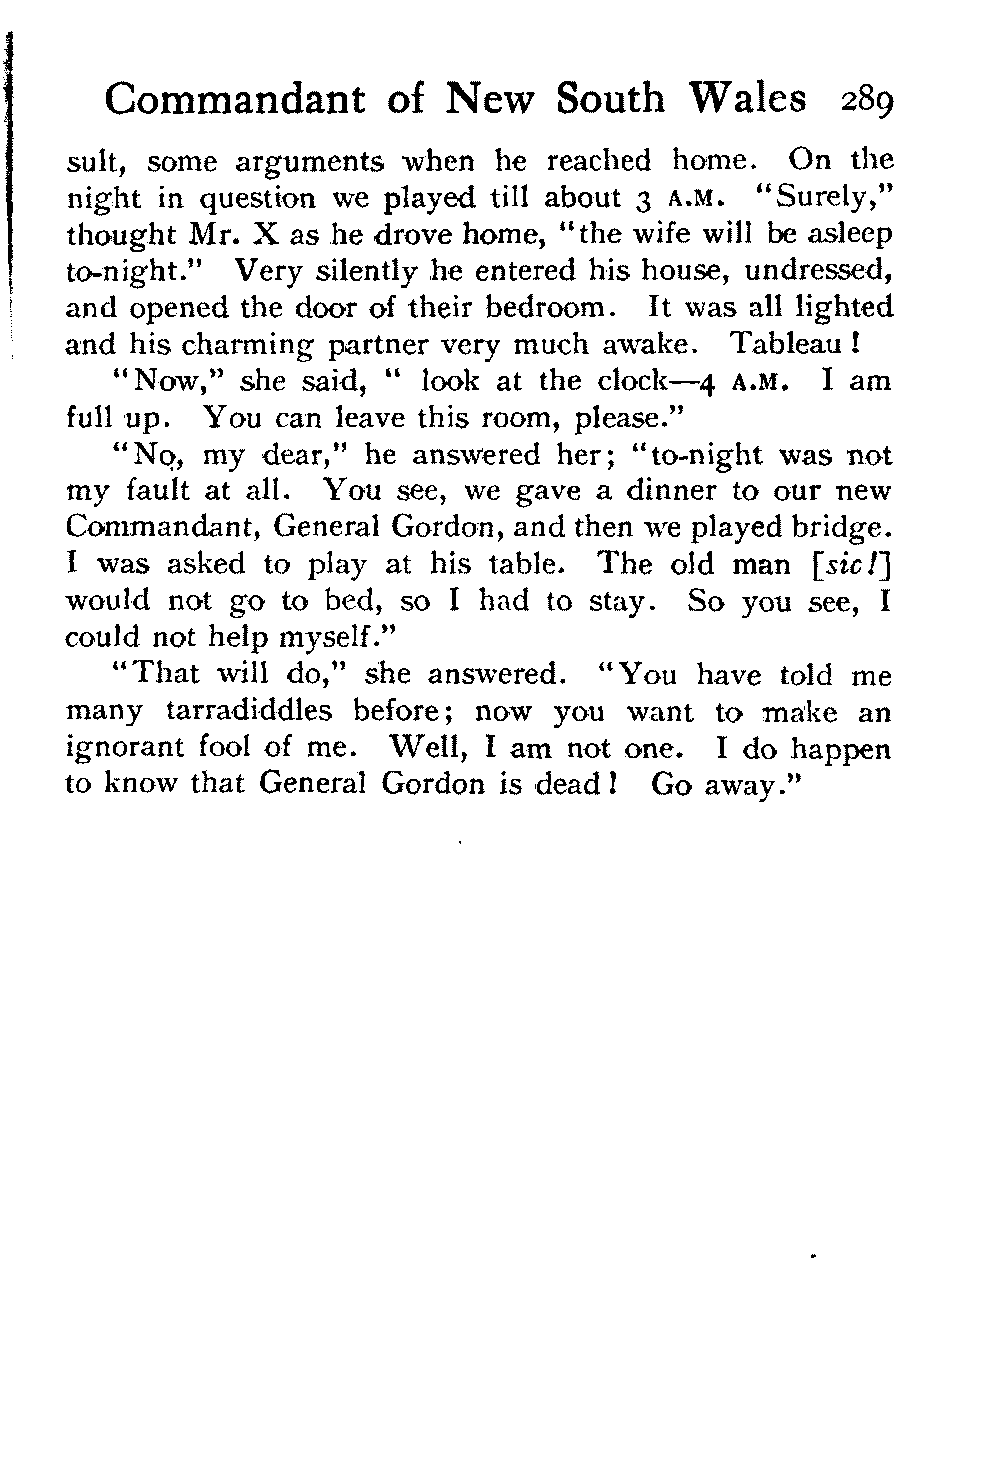 Commandant of New South Wales 289
sult, some arguments when he reached home. On the
night in question we played till about 3 A.M. "Surely,"
thought Mr. X as he drove home, "the wife will be asleep
to-night." Very silently he entered his house, undressed,
and opened the door of their bedroom. It was all lighted
and his charming partner very much awake. Tableau !
"Now," she said, " look at the clock—4 A.M. I am
full up. You can leave this room, please."
"No, my dear," he answered her; "to-night was not
my fault at all. You see, we gave a dinner to our new
Commandant, General Gordon, and then we played bridge.
I was asked to play at his table. The old man [sic!]
would not go to bed, so I had to stay. So you see, I
could not help myself."
"That will do," she answered. "You have told me
many tarradiddles before; now you want to make an
ignorant fool of me. Well, I am not one. I do happen
to know that General Gordon is dead ! Go away."